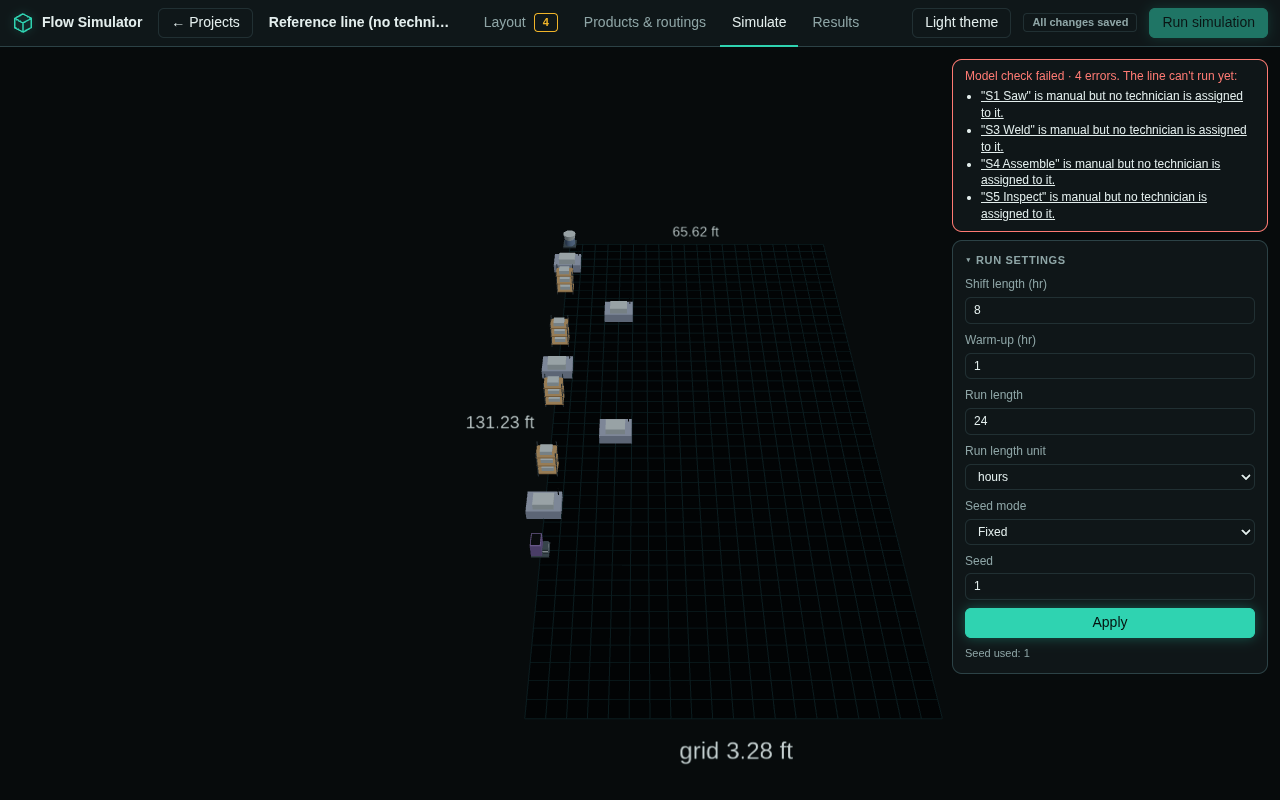 Flow Simulator
← Projects
Reference line (no techni…
Layout 4
Products & routings
Simulate
Results
Light theme
All changes saved
Run simulation
Model check failed · 4 errors. The line can't run yet:
• "S1 Saw" is manual but no technician is assigned
to it.
• "S3 Weld" is manual but no technician is assigned
to it.
• "S4 Assemble" is manual but no technician is
assigned to it.
• "S5 Inspect" is manual but no technician is
assigned to it.
▾ RUN SETTINGS
Shift length (hr)
8
Warm-up (hr)
1
Run length
24
Run length unit
hours
Seed mode
Fixed
Seed
1
Apply
Seed used: 1
65.62 ft
131.23 ft
grid 3.28 ft